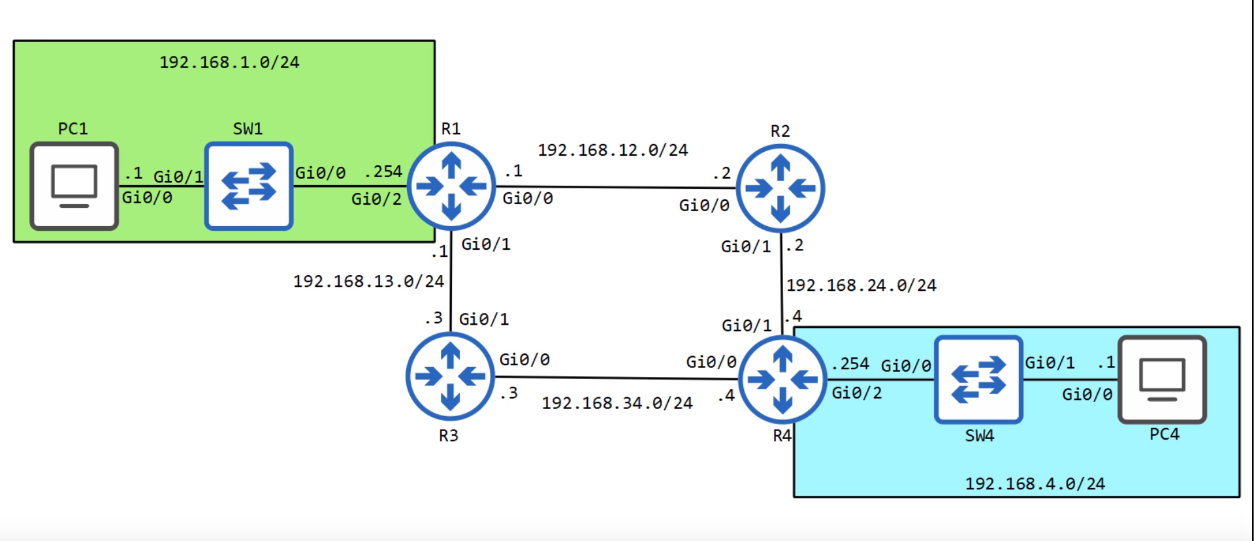 192.168.1.0/24
PC1
SW1
R1
R2
192.168.12.0/24
.1 Gi0/1
Gi0/0 .254
.1
.2
Gi0/0
Gi0/2
Gi0/0
Gi0/0
.1
Gi0/1
Gi0/1 .2
192.168.13.0/24
192.168.24.0/24
.3 Gi0/1
Gi0/1
.4
Gi0/0
Gi0/0
.254 Gi0/0
Gi0/1 .1
.3
192.168.34.0/24
.4
Gi0/2
Gi0/0
R3
R4
SW4
PC4
192.168.4.0/24